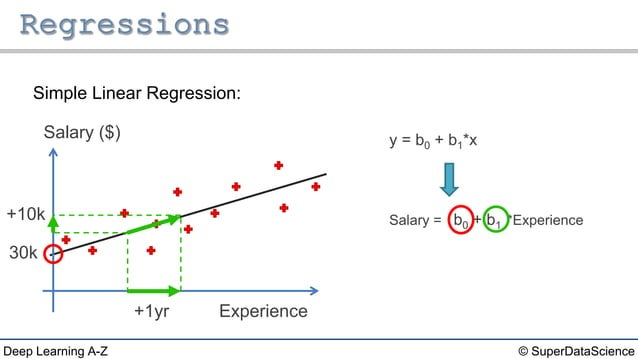 Regressions
Simple Linear Regression:
Salary ($)
y = b₀ + b₁*x
+10k
Salary = b₀ + b₁ *Experience
30k
+1yr
Experience
Deep Learning A-Z
© SuperDataScience